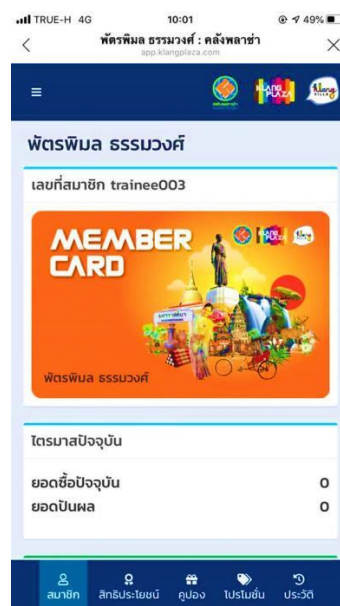 TRUE-H 4G 10:01 49%
พัตรพิมล ธรรมวงศ์ : คลังพลาซ่า
app.klangplaza.com
พัตรพิมล ธรรมวงศ์
เลขที่สมาชิก trainee003
MEMBER
CARD
พัตรพิมล ธรรมวงศ์
ไตรมาสปัจจุบัน
ยอดซื้อปัจจุบัน 0
ยอดปันผล 0
สมาชิก สิทธิประโยชน์ คูปอง โปรโมชั่น ประวัติ